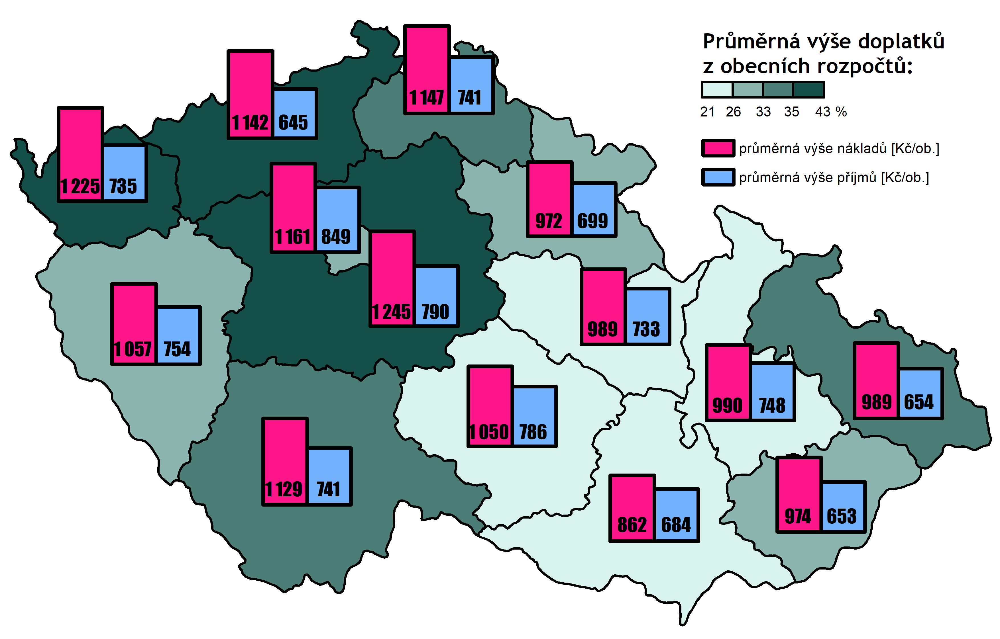 Průměrná výše doplatků
z obecních rozpočtů:
21 26 33 35 43 %
průměrná výše nákladů [Kč/ob.]
průměrná výše příjmů [Kč/ob.]
1 147 741
1 142 645
1 225 735
1 161 849
972 699
1 245 790
989 733
1 057 754
990 748
989 654
1 050 786
1 129 741
862 684
974 653